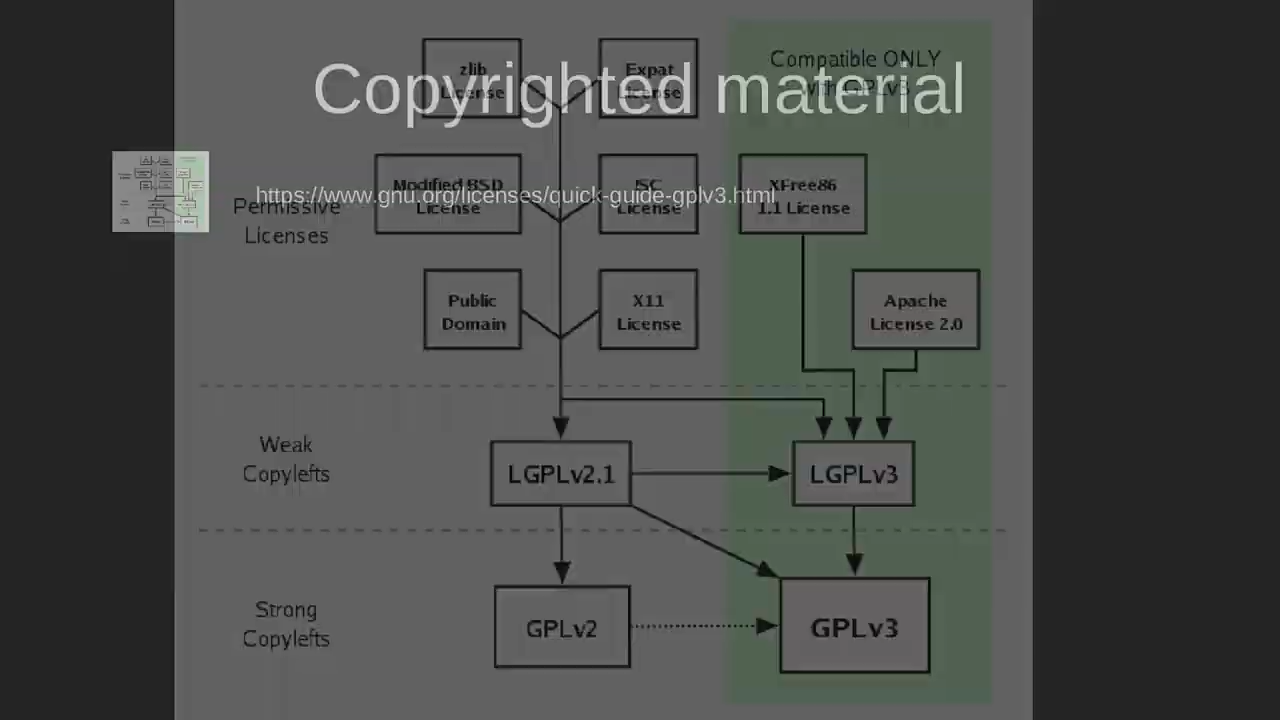 Copyrighted material
https://www.gnu.org/licenses/quick-guide-gplv3.html
zlib
License
Expat
License
Compatible ONLY
with GPLv3
Permissive
Licenses
Modified BSD
License
ISC
License
XFree86
1.1 License
Public
Domain
X11
License
Apache
License 2.0
Weak
Copylefts
LGPLv2.1
LGPLv3
Strong
Copylefts
GPLv2
GPLv3